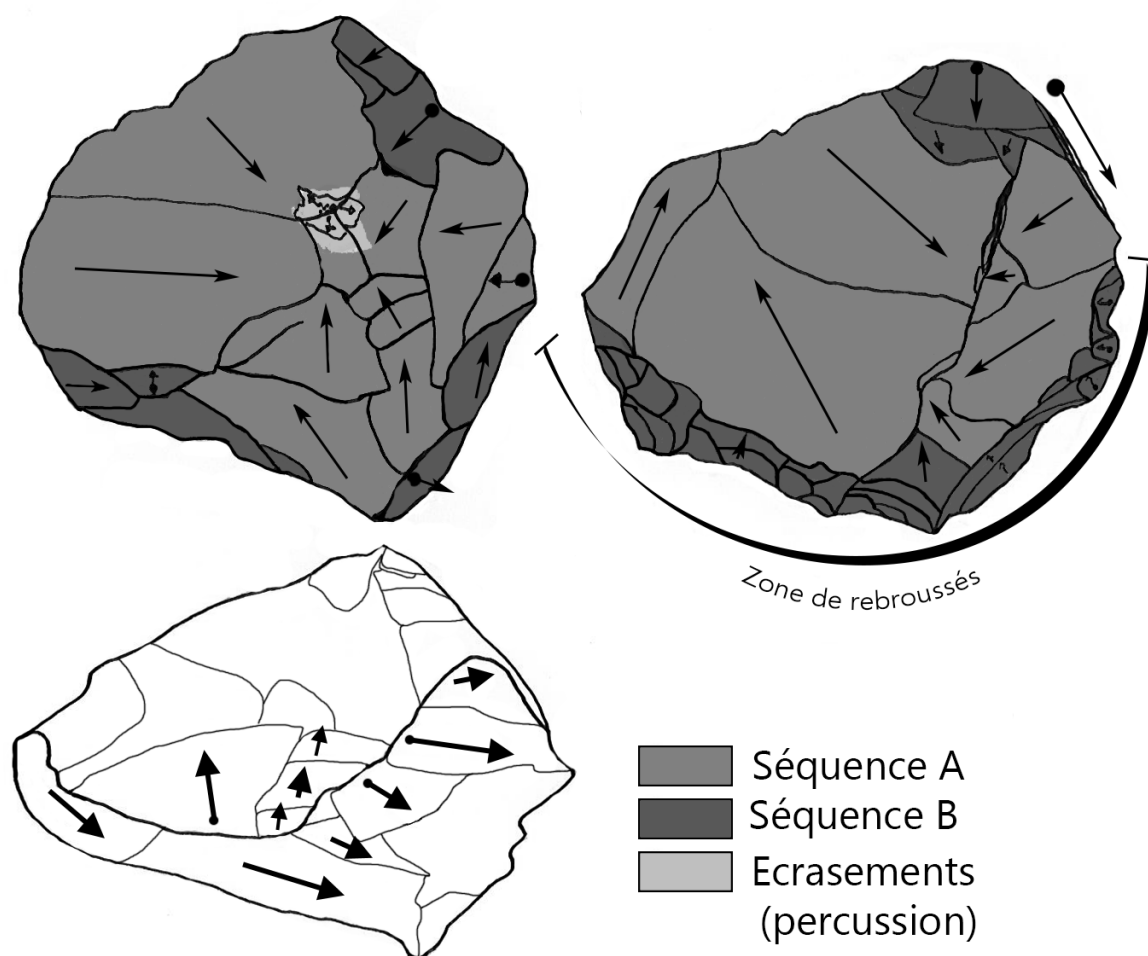 Zone de rebroussés
Séquence A
Séquence B
Ecrasements
(percussion)